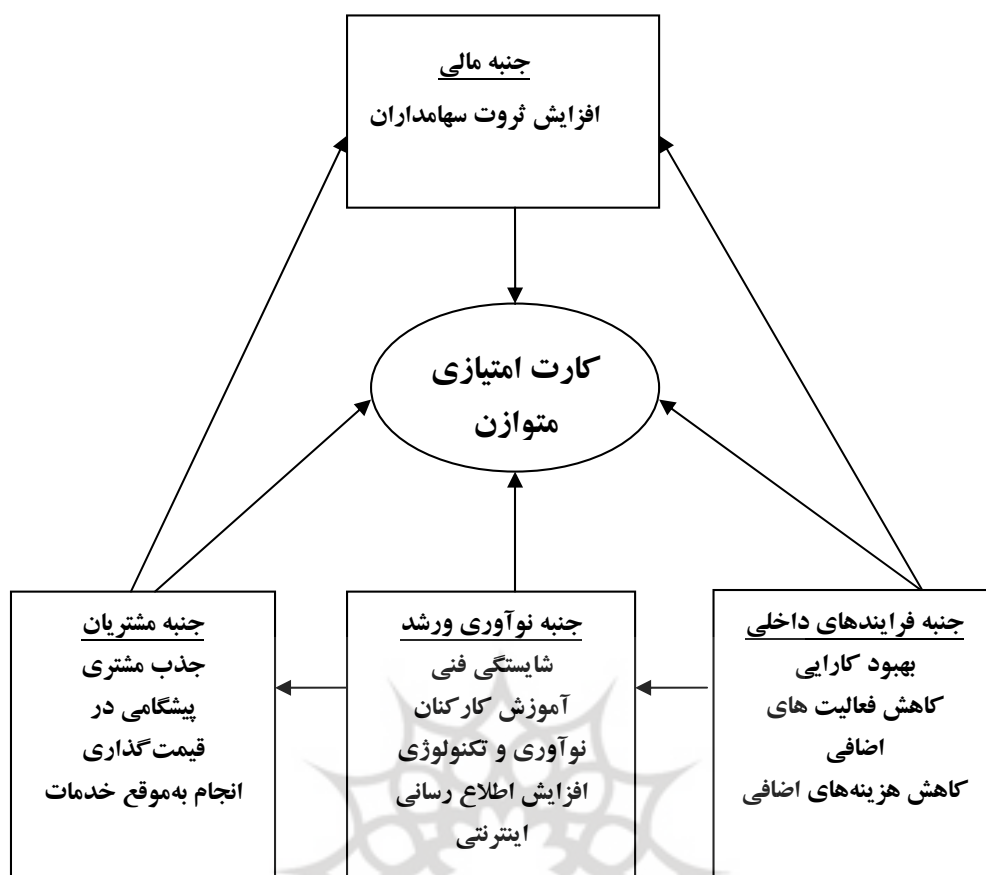 جنبه مالی
افزایش ثروت سهامداران
کارت امتیازی
متوازن
جنبه فرایندهای داخلی
بهبود کارایی
کاهش فعالیت های
اضافی
کاهش هزینه‌های اضافی
جنبه نوآوری ورشد
شایستگی فنی
آموزش کارکنان
نوآوری و تکنولوژی
افزایش اطلاع رسانی
اینترنتی
جنبه مشتریان
جذب مشتری
پیشگامی در
قیمت‌گذاری
انجام به‌موقع خدمات